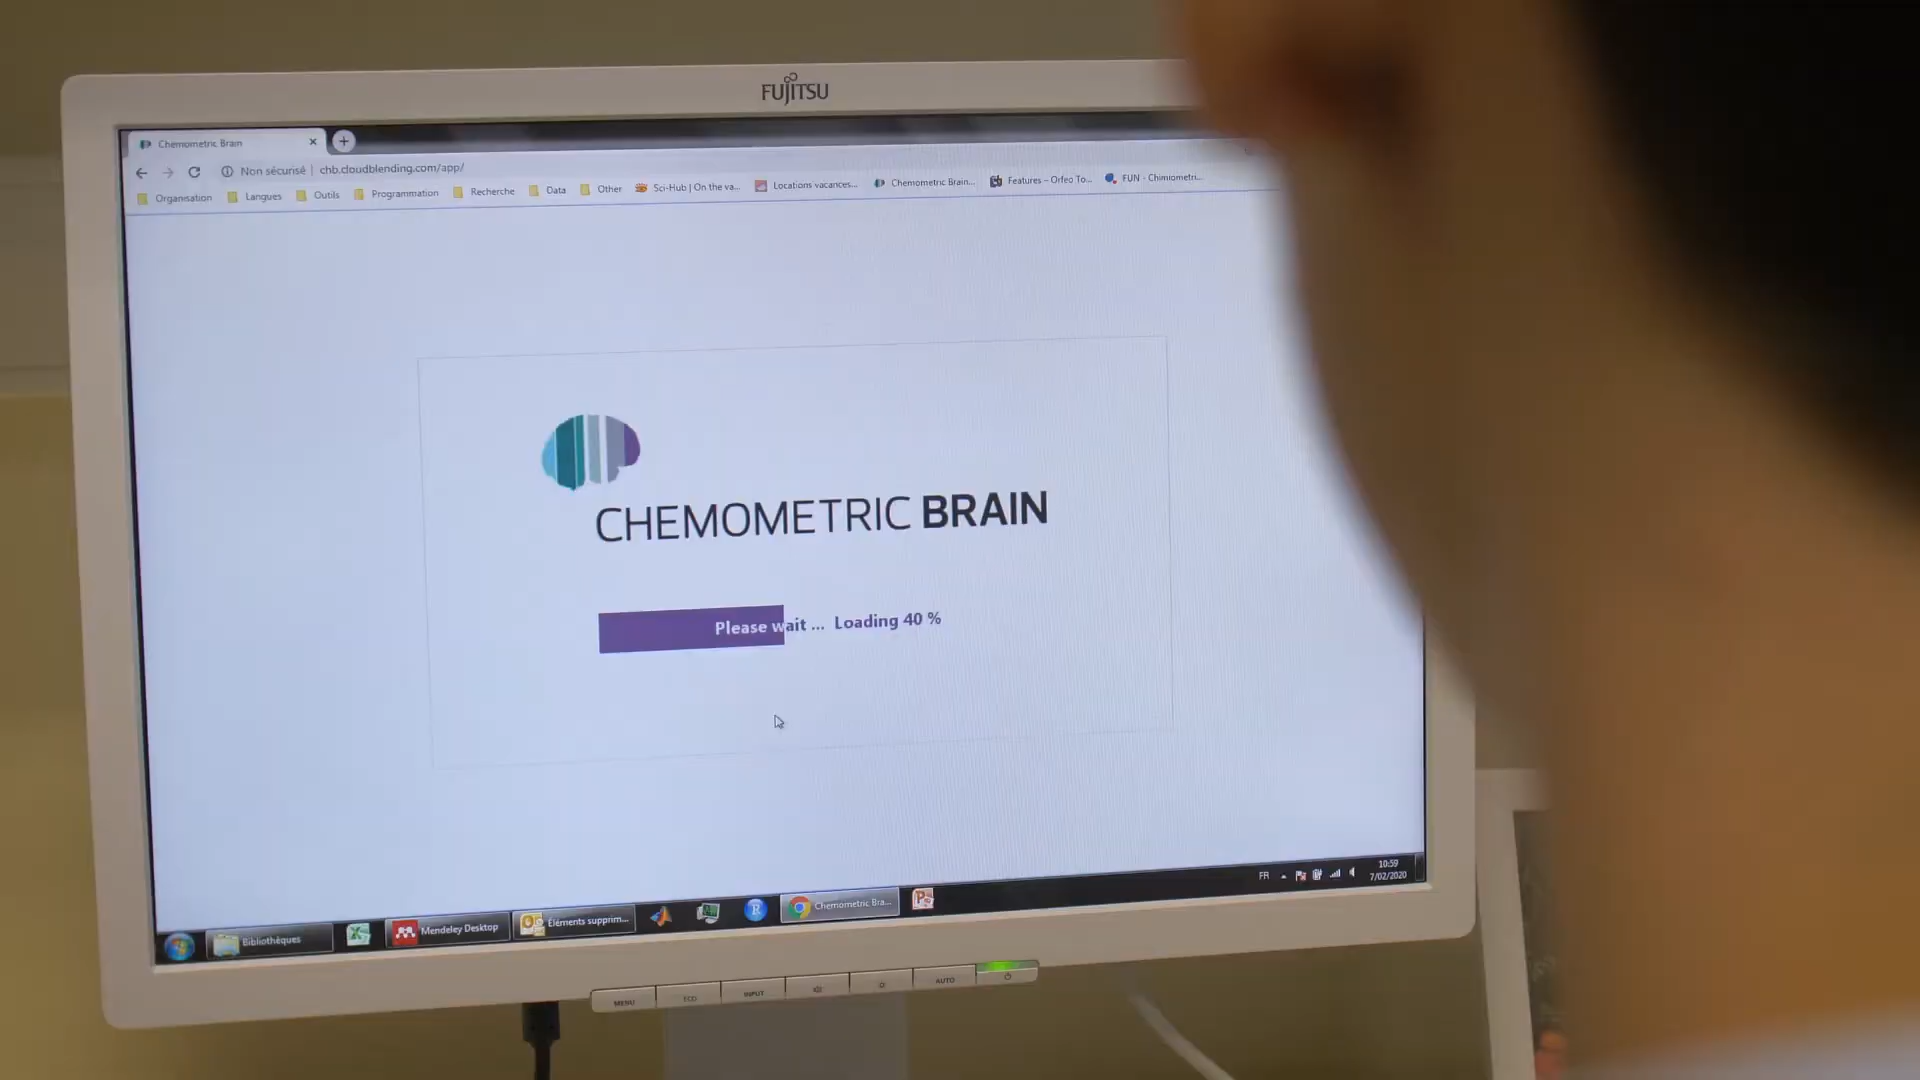 FUJITSU
Chemometric Brain
Non sécurisé | chb.cloudblending.com/app/
Organisation Langues Outils Programmation Recherche Data Other Sci-Hub | On the va... Locations vacances... Chemometric Brain... Features – Orfeo To... FUN - Chimiometri...
CHEMOMETRIC BRAIN
Please wait ... Loading 40 %
FR
10:59
7/02/2020
Bibliothèques Mendeley Desktop Éléments supprim... Chemometric Bra...
MENU ECO INPUT AUTO